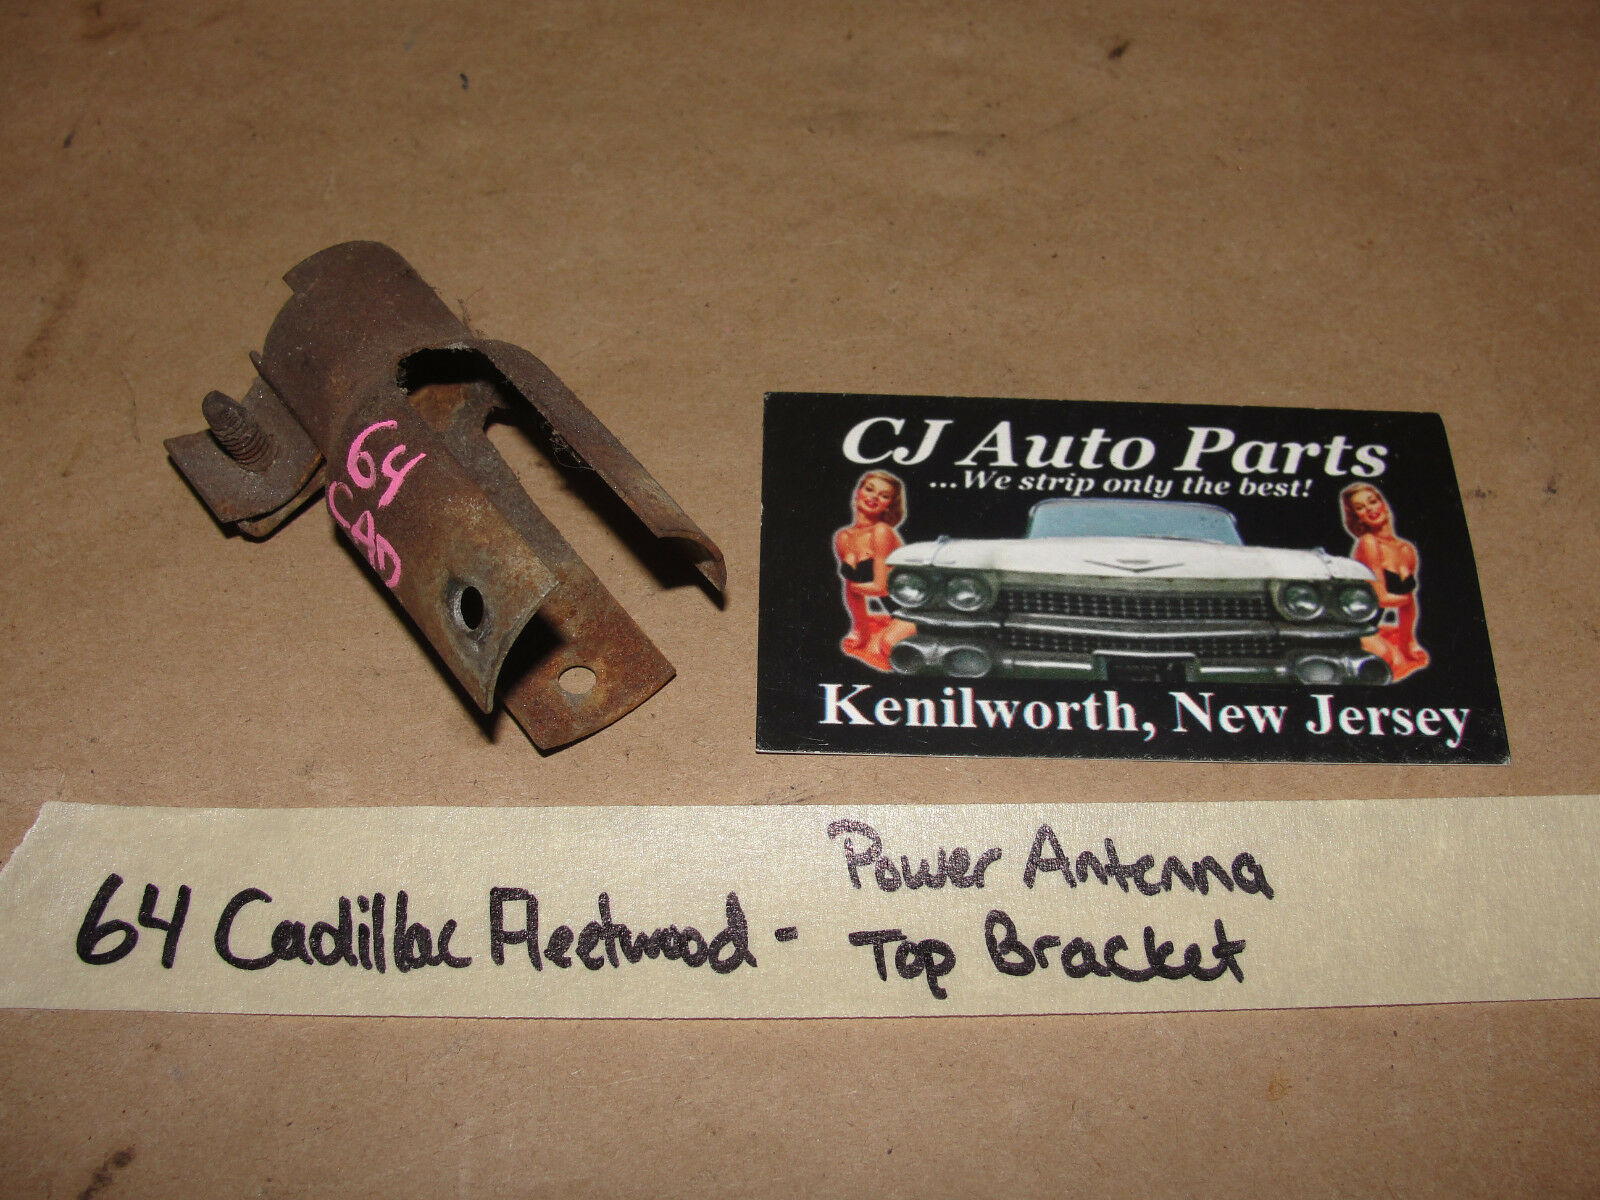 64
CAD
CJ Auto Parts
...We strip only the best!
Kenilworth, New Jersey
64 Cadillac Fleetwood - Power Antenna
Top Bracket